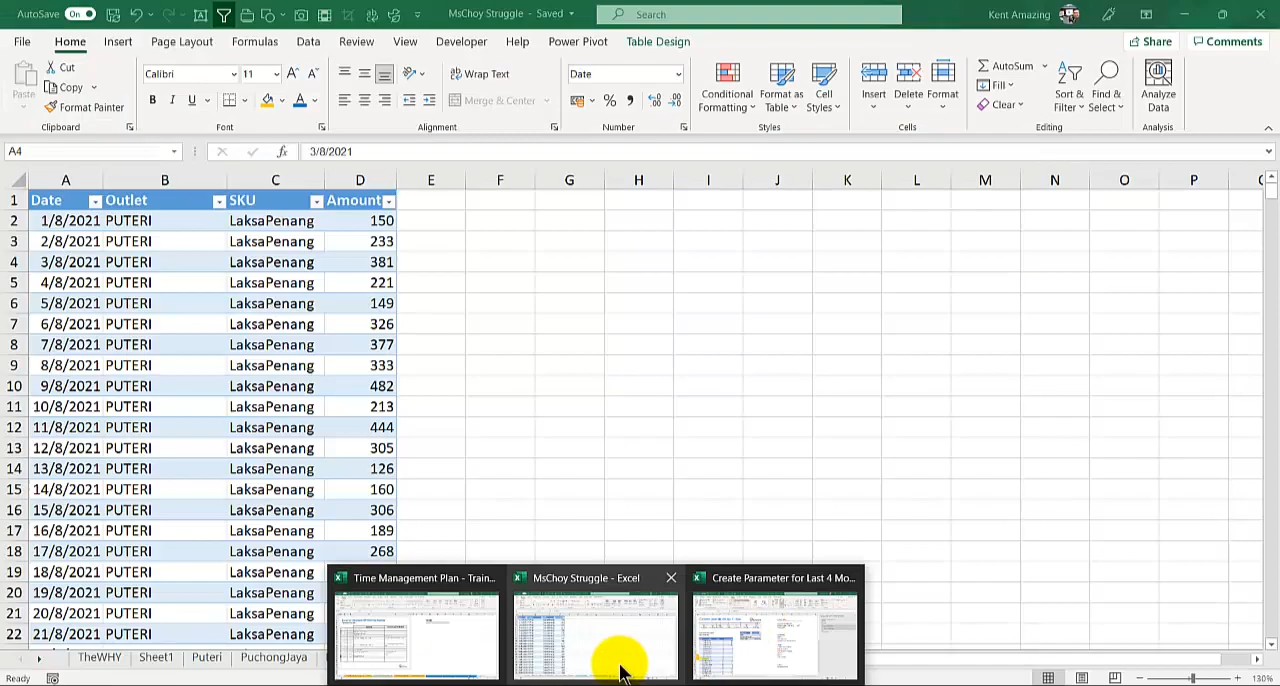 AutoSave On MsChoy Struggle - Saved Search Kent Amazing
File Home Insert Page Layout Formulas Data Review View Developer Help Power Pivot Table Design Share Comments
Paste Cut Copy Format Painter Clipboard
Calibri 11 B I U Font
Wrap Text Merge & Center Alignment
Date % Number
Conditional Formatting Format as Table Cell Styles Styles
Insert Delete Format Cells
AutoSum Fill Clear Sort & Filter Find & Select Editing
Analyze Data Analysis
A4 fx 3/8/2021
A B C D E F G H I J K L M N O P
1 Date Outlet SKU Amount
2 1/8/2021 PUTERI LaksaPenang 150
3 2/8/2021 PUTERI LaksaPenang 233
4 3/8/2021 PUTERI LaksaPenang 381
5 4/8/2021 PUTERI LaksaPenang 221
6 5/8/2021 PUTERI LaksaPenang 149
7 6/8/2021 PUTERI LaksaPenang 326
8 7/8/2021 PUTERI LaksaPenang 377
9 8/8/2021 PUTERI LaksaPenang 333
10 9/8/2021 PUTERI LaksaPenang 482
11 10/8/2021 PUTERI LaksaPenang 213
12 11/8/2021 PUTERI LaksaPenang 444
13 12/8/2021 PUTERI LaksaPenang 305
14 13/8/2021 PUTERI LaksaPenang 126
15 14/8/2021 PUTERI LaksaPenang 160
16 15/8/2021 PUTERI LaksaPenang 306
17 16/8/2021 PUTERI LaksaPenang 189
18 17/8/2021 PUTERI LaksaPenang 268
19 18/8/2021 PUTERI LaksaPenang
20 19/8/2021 PUTERI LaksaPenang
21 20/8/2021 PUTERI LaksaPenang
22 21/8/2021 PUTERI LaksaPenang
Time Management Plan - Train... MsChoy Struggle - Excel Create Parameter for Last 4 Mo...
TheWHY Sheet1 Puteri PuchongJaya
Ready 130%